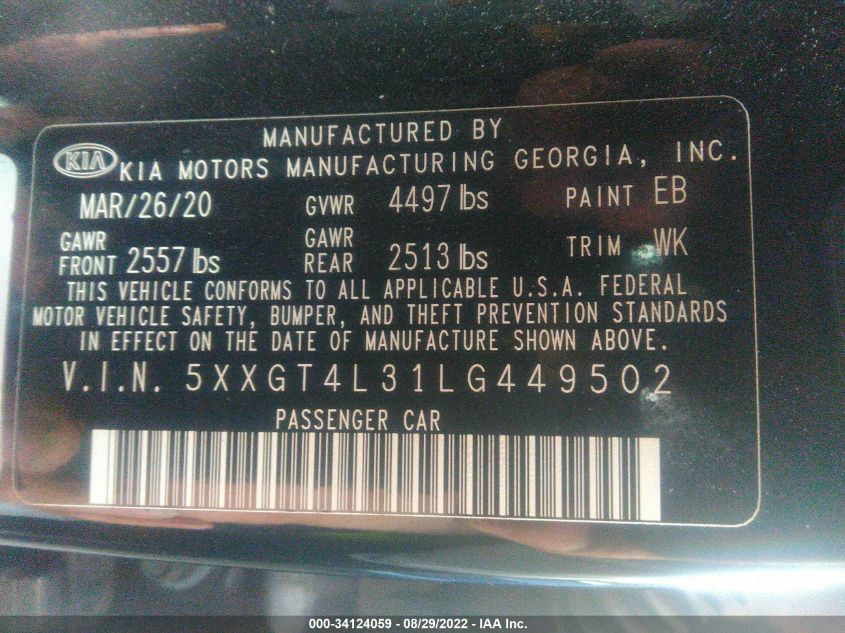 MANUFACTURED BY
KIA KIA MOTORS MANUFACTURING GEORGIA, INC.
MAR/26/20 GVWR 4497 lbs PAINT EB
GAWR FRONT 2557 lbs GAWR REAR 2513 lbs TRIM WK
THIS VEHICLE CONFORMS TO ALL APPLICABLE U.S.A. FEDERAL
MOTOR VEHICLE SAFETY, BUMPER, AND THEFT PREVENTION STANDARDS
IN EFFECT ON THE DATE OF MANUFACTURE SHOWN ABOVE.
V.I.N. 5XXGT4L31LG449502
PASSENGER CAR
000-34124059 - 08/29/2022 - IAA Inc.